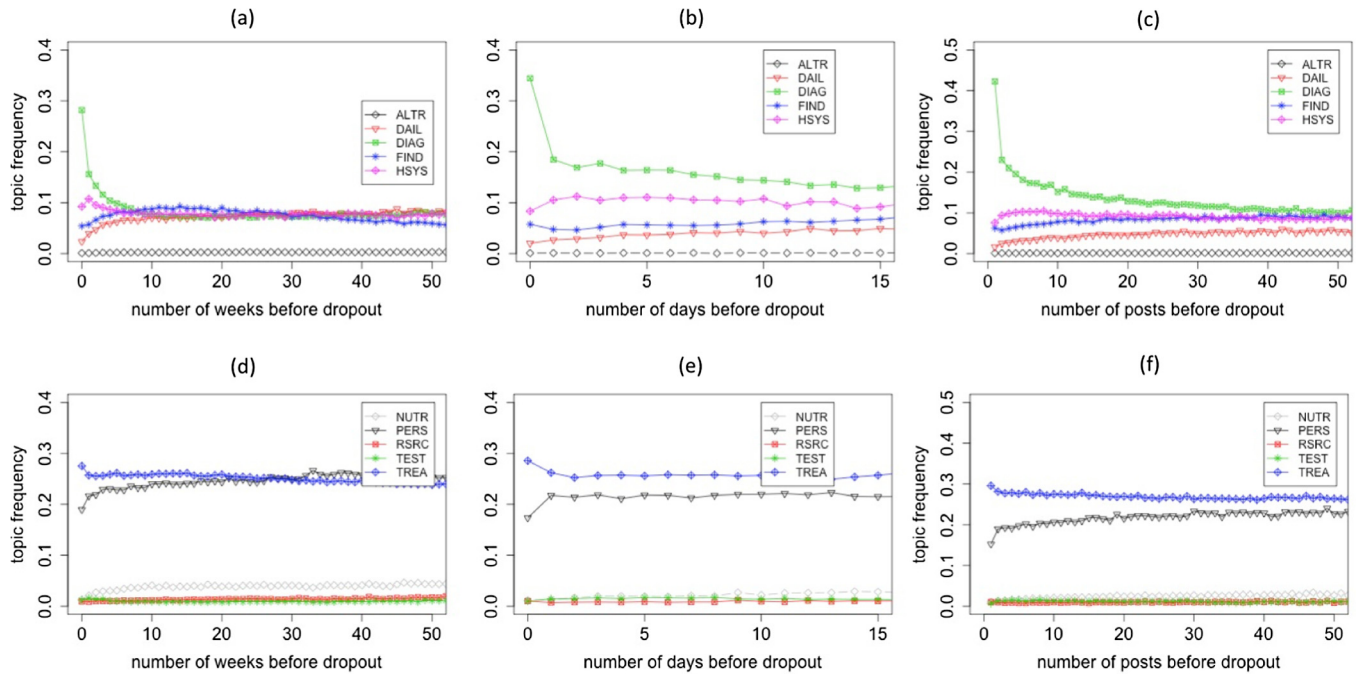 (a)
(b)
(c)
topic frequency
0.4
0.3
0.2
0.1
0.0
ALTR
DAIL
DIAG
FIND
HSYS
0 10 20 30 40 50
number of weeks before dropout
topic frequency
0.4
0.3
0.2
0.1
0.0
ALTR
DAIL
DIAG
FIND
HSYS
0 5 10 15
number of days before dropout
topic frequency
0.5
0.4
0.3
0.2
0.1
0.0
ALTR
DAIL
DIAG
FIND
HSYS
0 10 20 30 40 50
number of posts before dropout
(d)
(e)
(f)
topic frequency
0.4
0.3
0.2
0.1
0.0
NUTR
PERS
RSRC
TEST
TREA
0 10 20 30 40 50
number of weeks before dropout
topic frequency
0.4
0.3
0.2
0.1
0.0
NUTR
PERS
RSRC
TEST
TREA
0 5 10 15
number of days before dropout
topic frequency
0.5
0.4
0.3
0.2
0.1
0.0
NUTR
PERS
RSRC
TEST
TREA
0 10 20 30 40 50
number of posts before dropout